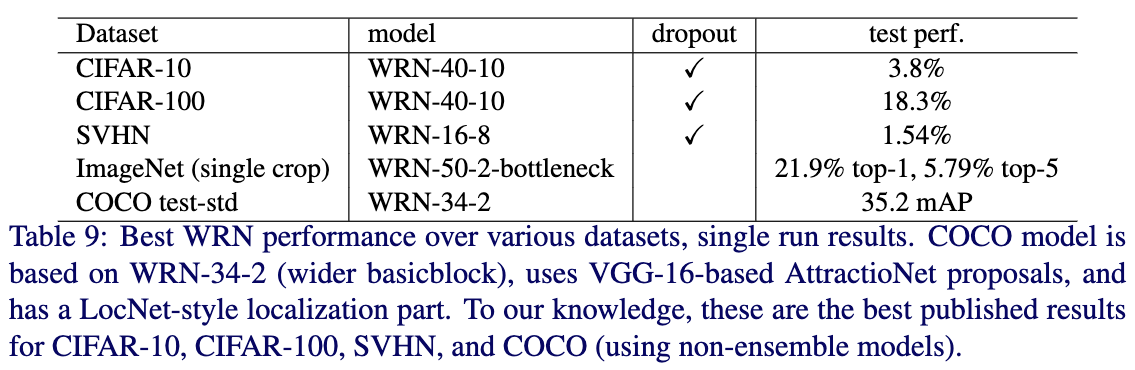 Dataset model dropout test perf.
CIFAR-10 WRN-40-10 ✓ 3.8%
CIFAR-100 WRN-40-10 ✓ 18.3%
SVHN WRN-16-8 ✓ 1.54%
ImageNet (single crop) WRN-50-2-bottleneck 21.9% top-1, 5.79% top-5
COCO test-std WRN-34-2 35.2 mAP
Table 9: Best WRN performance over various datasets, single run results. COCO model is
based on WRN-34-2 (wider basicblock), uses VGG-16-based AttractioNet proposals, and
has a LocNet-style localization part. To our knowledge, these are the best published results
for CIFAR-10, CIFAR-100, SVHN, and COCO (using non-ensemble models).